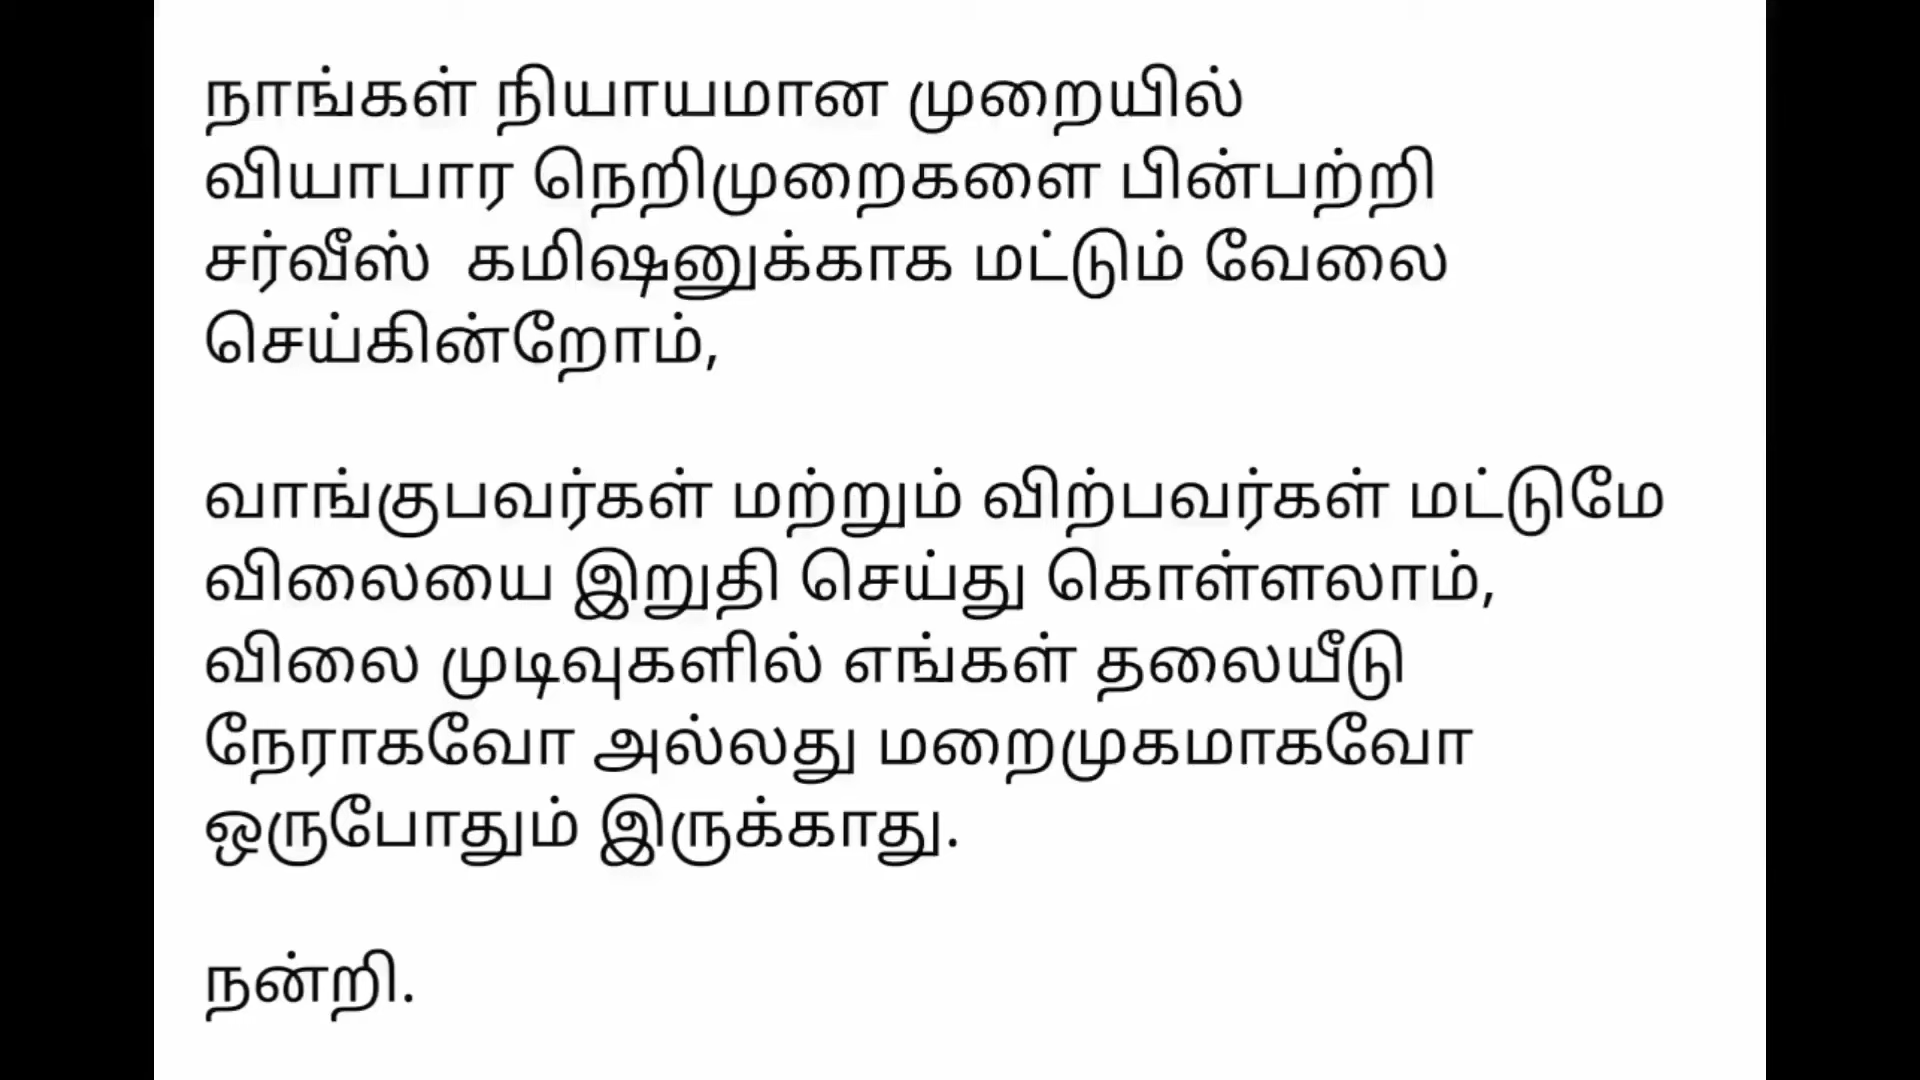 நாங்கள் நியாயமான முறையில்
வியாபார நெறிமுறைகளை பின்பற்றி
சர்வீஸ்  கமிஷனுக்காக மட்டும் வேலை
செய்கின்றோம்,
வாங்குபவர்கள் மற்றும் விற்பவர்கள் மட்டுமே
விலையை இறுதி செய்து கொள்ளலாம்,
விலை முடிவுகளில் எங்கள் தலையீடு
நேராகவோ அல்லது மறைமுகமாகவோ
ஒருபோதும் இருக்காது.
நன்றி.